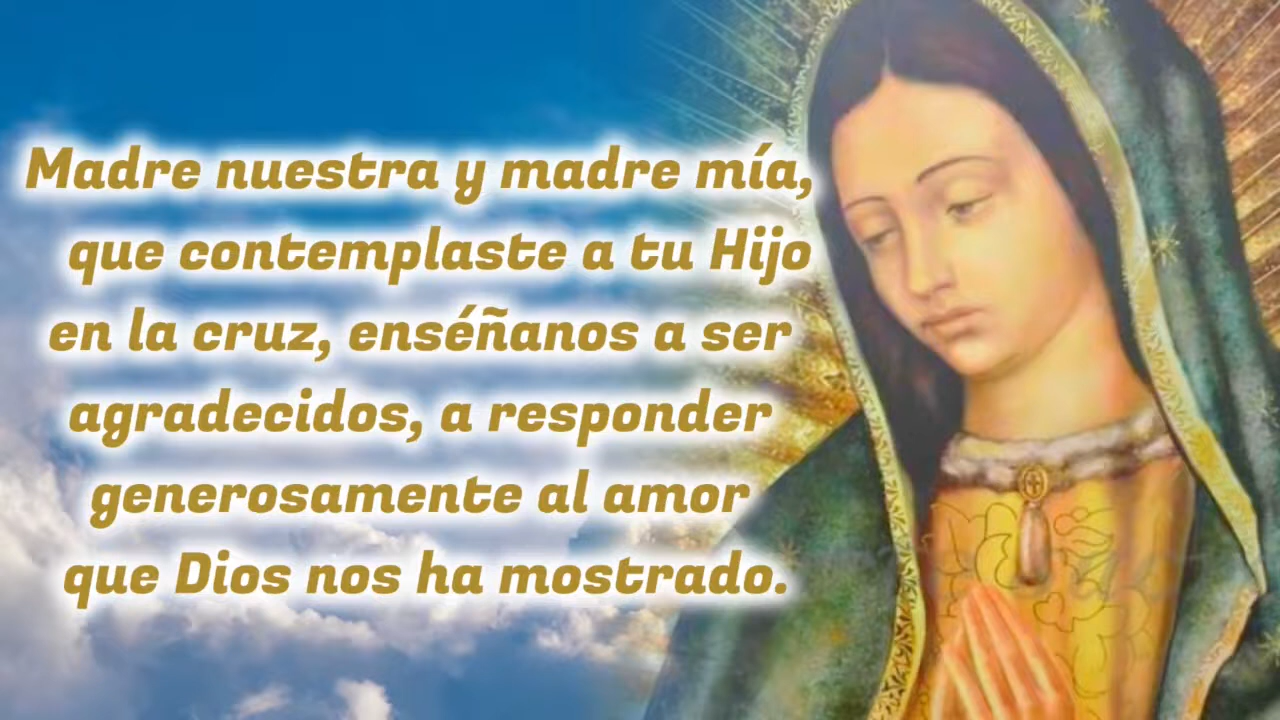 Madre nuestra y madre mía,
que contemplaste a tu Hijo
en la cruz, enséñanos a ser
agradecidos, a responder
generosamente al amor
que Dios nos ha mostrado.